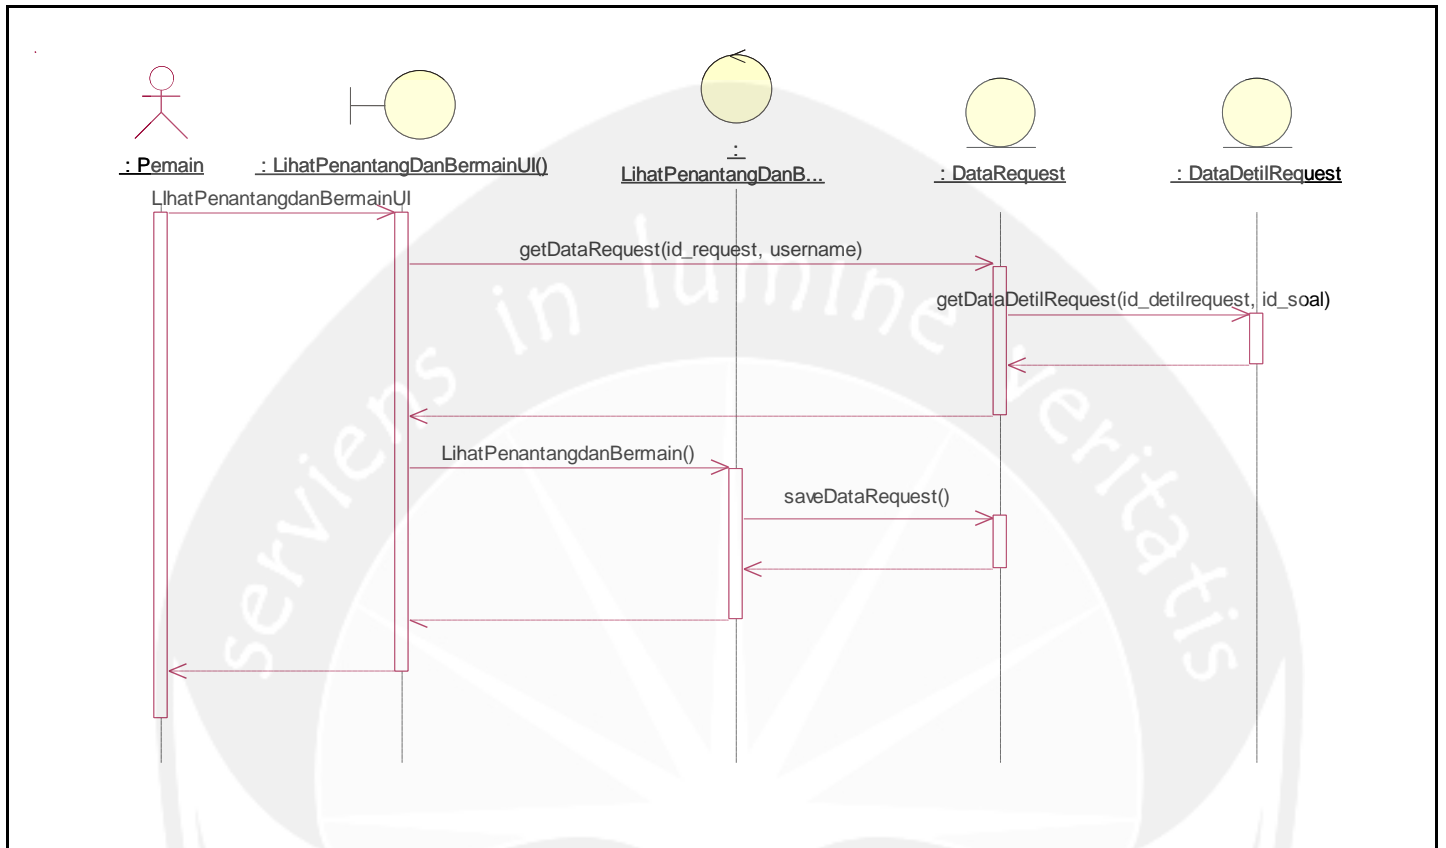 : Pemain
: LihatPenantangDanBermainUI()
:
LihatPenantangDanB...
: DataRequest
: DataDetilRequest
LIhatPenantangdanBermainUI
getDataRequest(id_request, username)
getDataDetilRequest(id_detilrequest, id_soal)
LihatPenantangdanBermain()
saveDataRequest()
serviens in lumine veritatis